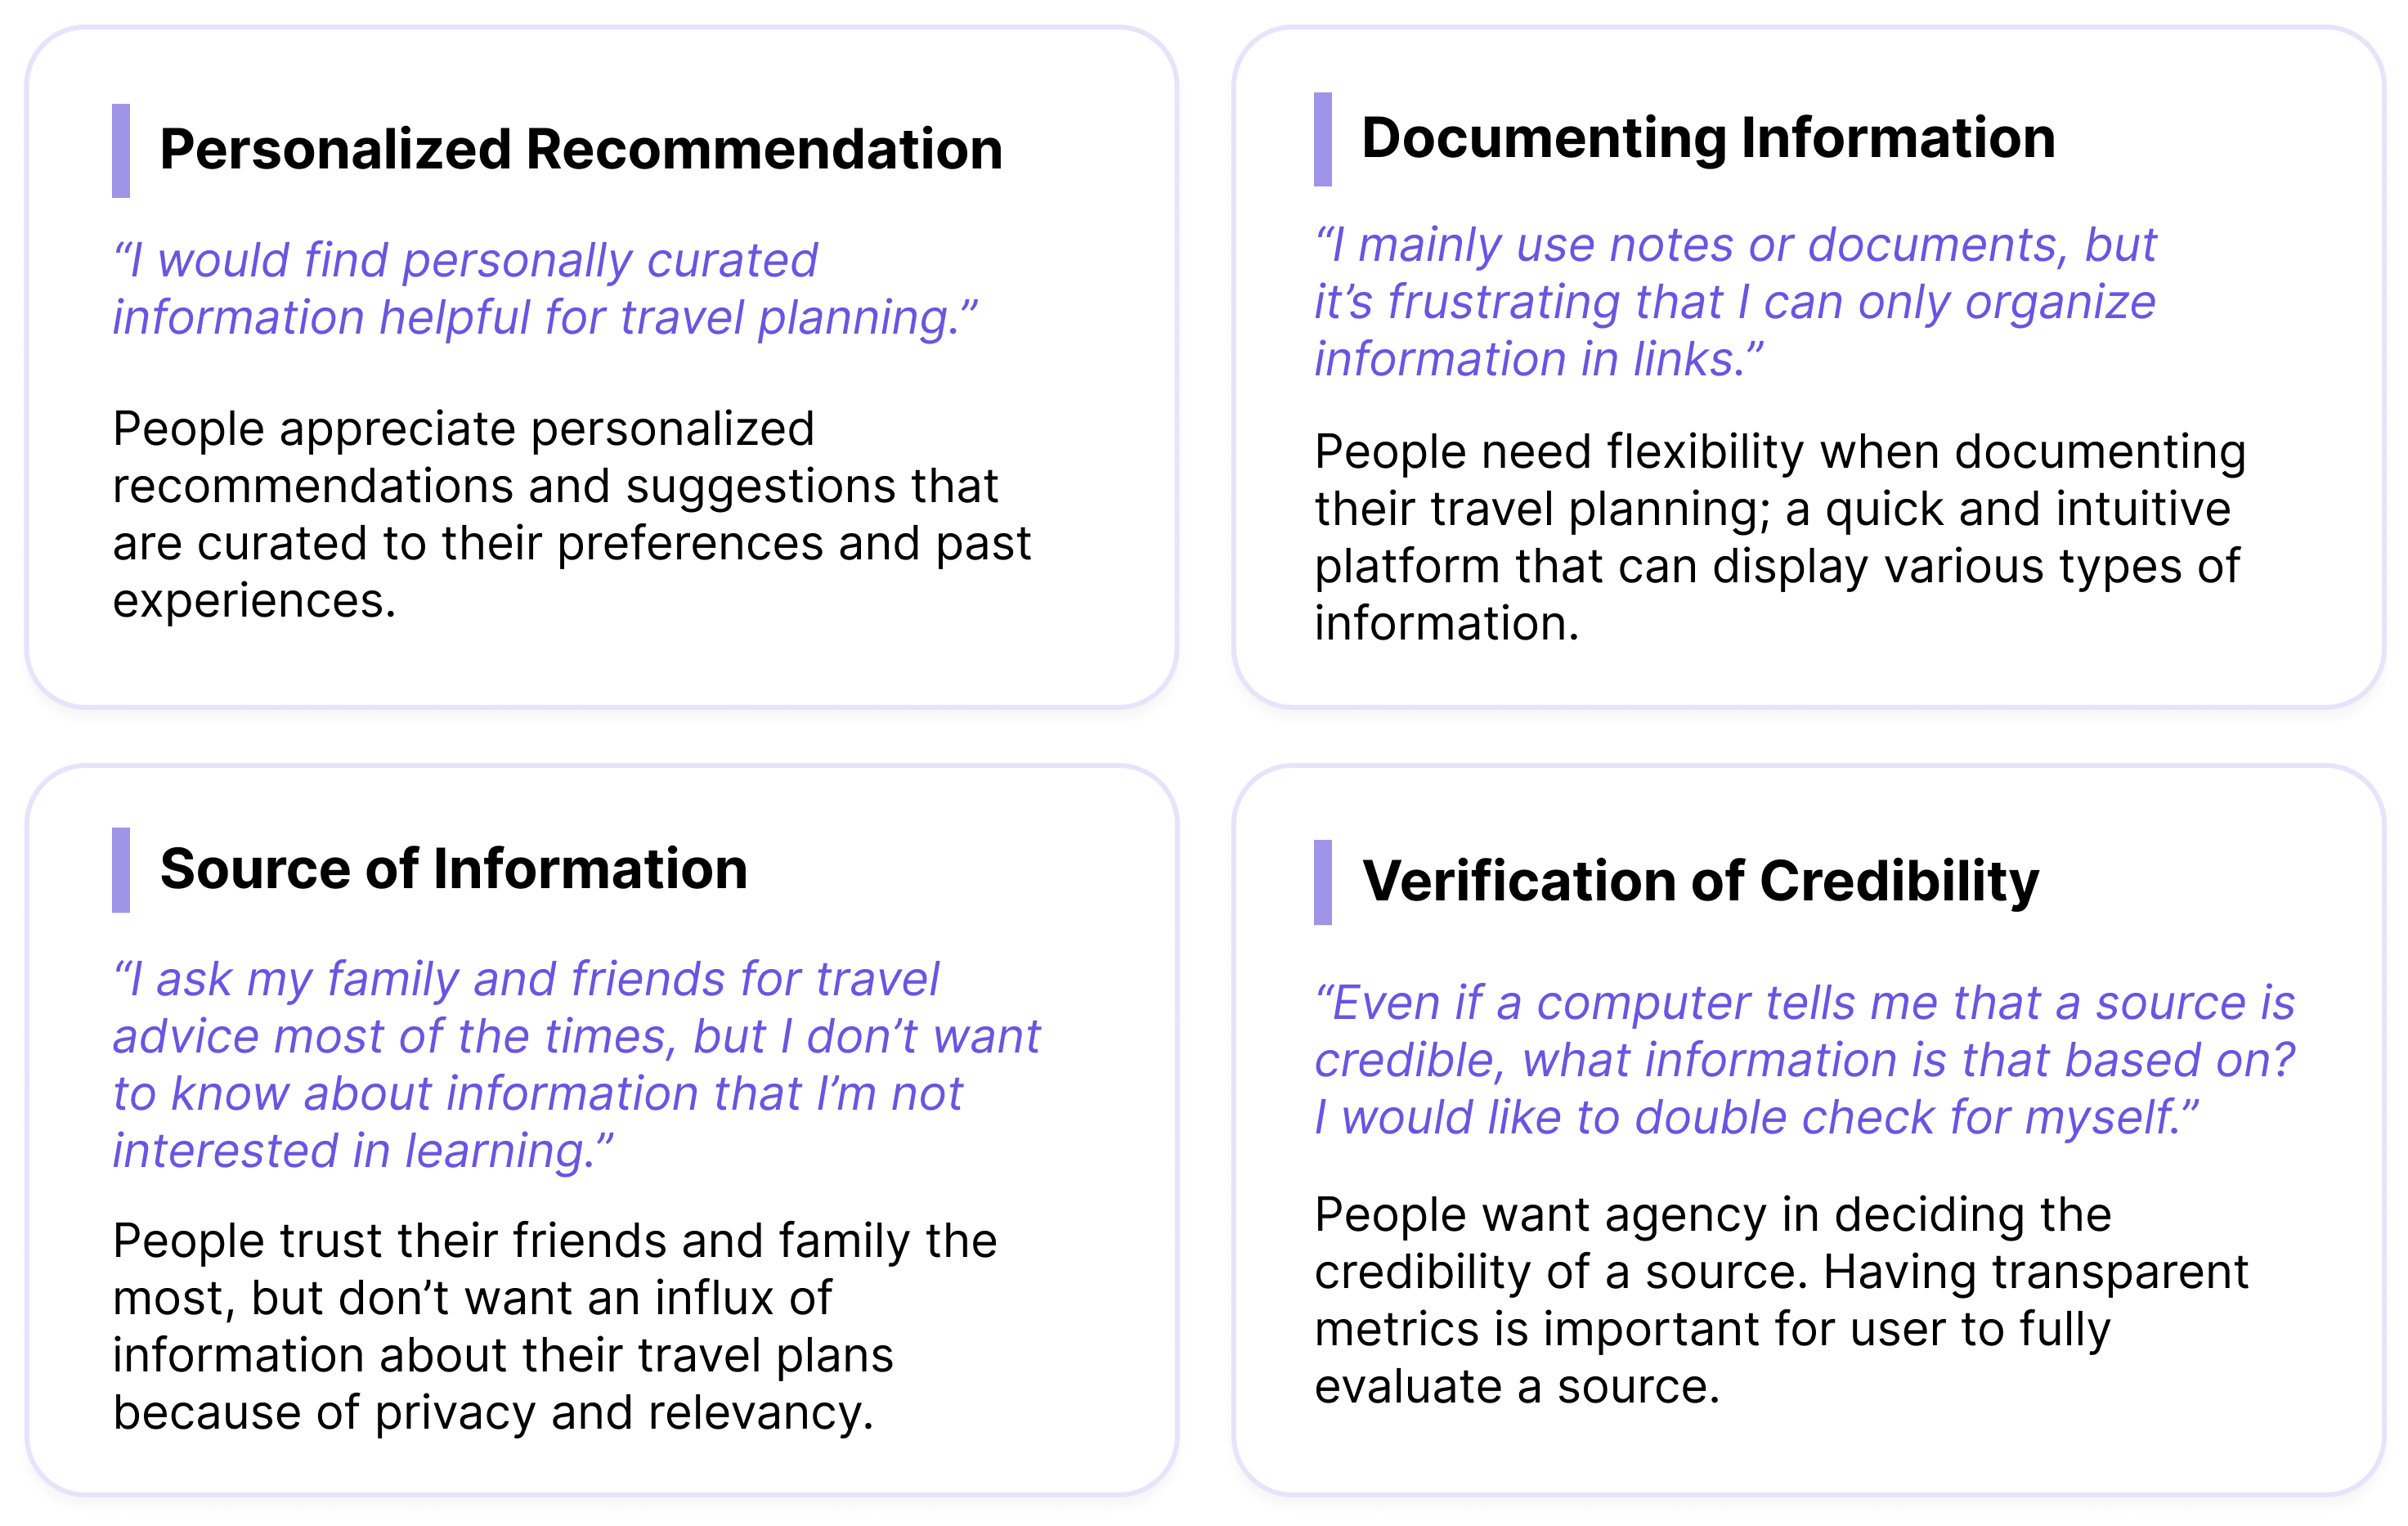 Personalized Recommendation
“I would find personally curated
information helpful for travel planning.”
People appreciate personalized
recommendations and suggestions that
are curated to their preferences and past
experiences.
Documenting Information
“I mainly use notes or documents, but
it’s frustrating that I can only organize
information in links.”
People need flexibility when documenting
their travel planning; a quick and intuitive
platform that can display various types of
information.
Source of Information
“I ask my family and friends for travel
advice most of the times, but I don’t want
to know about information that I’m not
interested in learning.”
People trust their friends and family the
most, but don’t want an influx of
information about their travel plans
because of privacy and relevancy.
Verification of Credibility
“Even if a computer tells me that a source is
credible, what information is that based on?
I would like to double check for myself.”
People want agency in deciding the
credibility of a source. Having transparent
metrics is important for user to fully
evaluate a source.